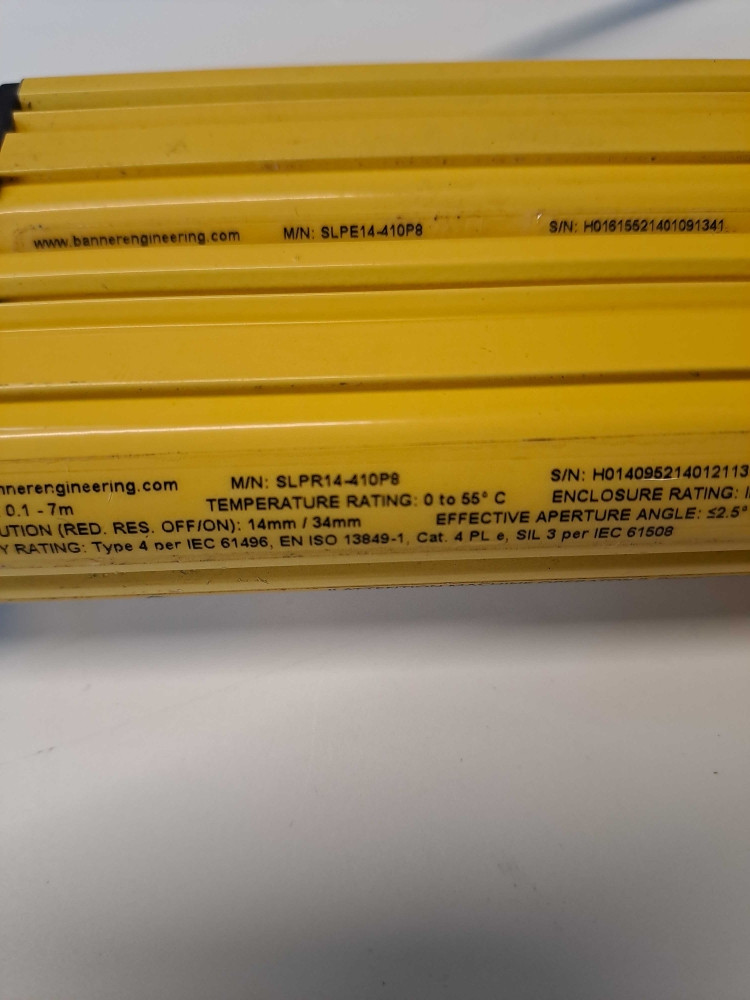 www.bannerengineering.com M/N: SLPE14-410P8 S/N: H01615521401091341
nnerengineering.com M/N: SLPR14-410P8 S/N: H014095214012113
0.1 - 7m TEMPERATURE RATING: 0 to 55° C ENCLOSURE RATING:
UTION (RED. RES. OFF/ON): 14mm / 34mm EFFECTIVE APERTURE ANGLE: ≤2.5°
Y RATING: Type 4 per IEC 61496, EN ISO 13849-1, Cat. 4 PL e, SIL 3 per IEC 61508